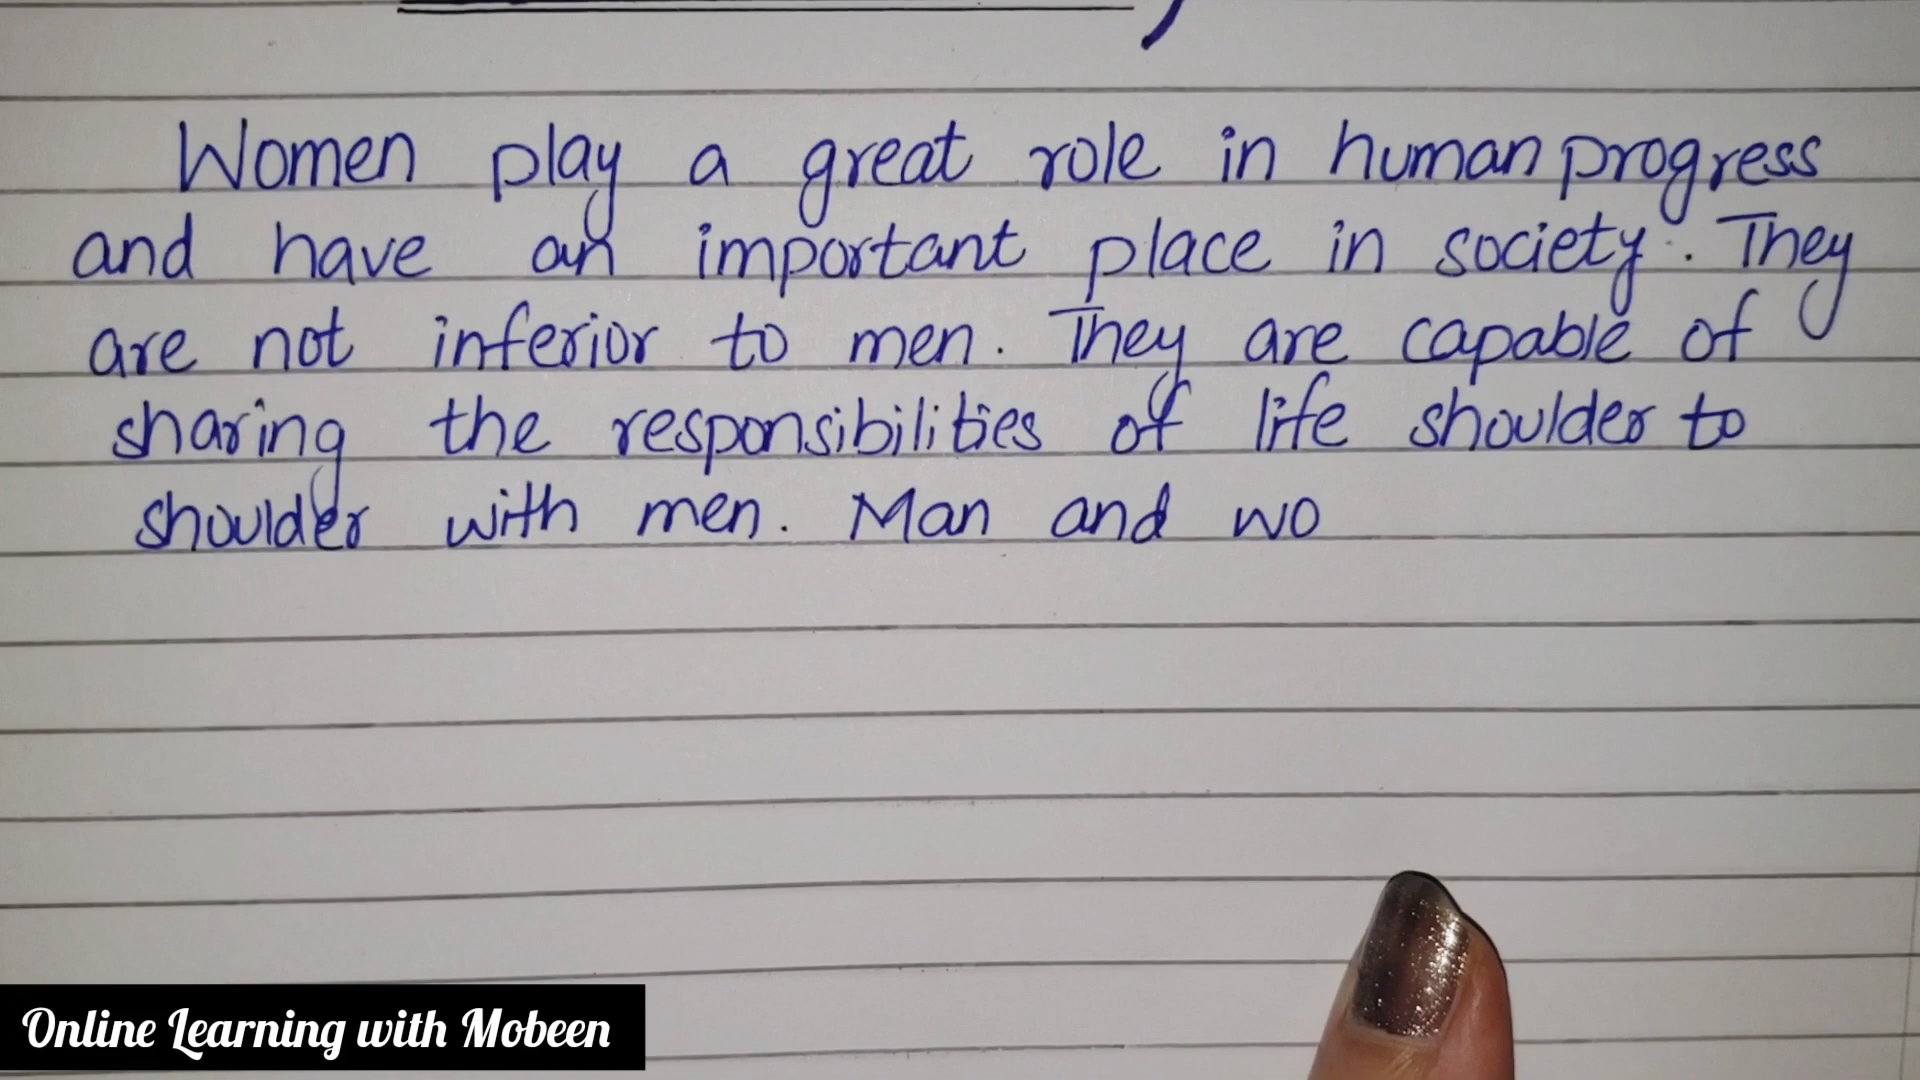 Women play a great role in human progress
and have an important place in society. They
are not inferior to men. They are capable of
sharing the responsibilities of life shoulder to
shoulder with men. Man and wo
Online Learning with Mobeen